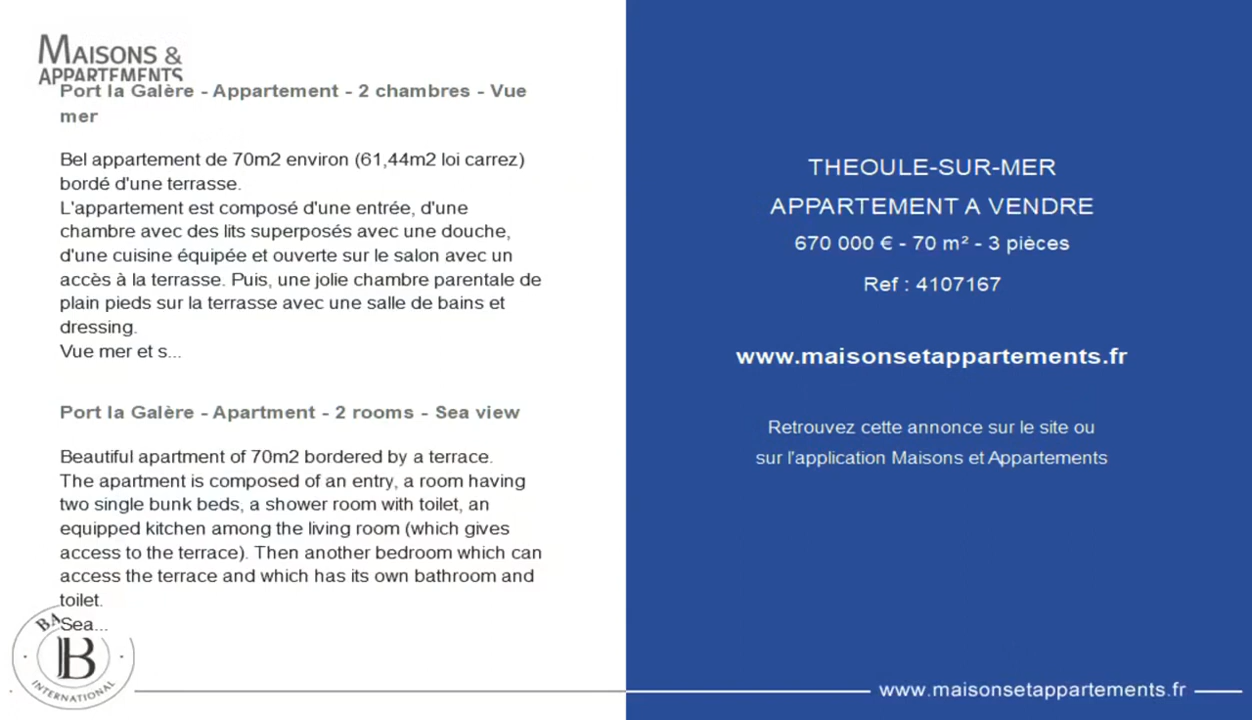 MAISONS &
APPARTEMENTS
Port la Galère - Appartement - 2 chambres - Vue
mer
Bel appartement de 70m2 environ (61,44m2 loi carrez)
bordé d'une terrasse.
L'appartement est composé d'une entrée, d'une
chambre avec des lits superposés avec une douche,
d'une cuisine équipée et ouverte sur le salon avec un
accès à la terrasse. Puis, une jolie chambre parentale de
plain pieds sur la terrasse avec une salle de bains et
dressing.
Vue mer et s...
Port la Galère - Apartment - 2 rooms - Sea view
Beautiful apartment of 70m2 bordered by a terrace.
The apartment is composed of an entry, a room having
two single bunk beds, a shower room with toilet, an
equipped kitchen among the living room (which gives
access to the terrace). Then another bedroom which can
access the terrace and which has its own bathroom and
toilet.
Sea...
B
INTERNATIONAL
THEOULE-SUR-MER
APPARTEMENT A VENDRE
670 000 € - 70 m² - 3 pièces
Ref : 4107167
www.maisonsetappartements.fr
Retrouvez cette annonce sur le site ou
sur l'application Maisons et Appartements
www.maisonsetappartements.fr